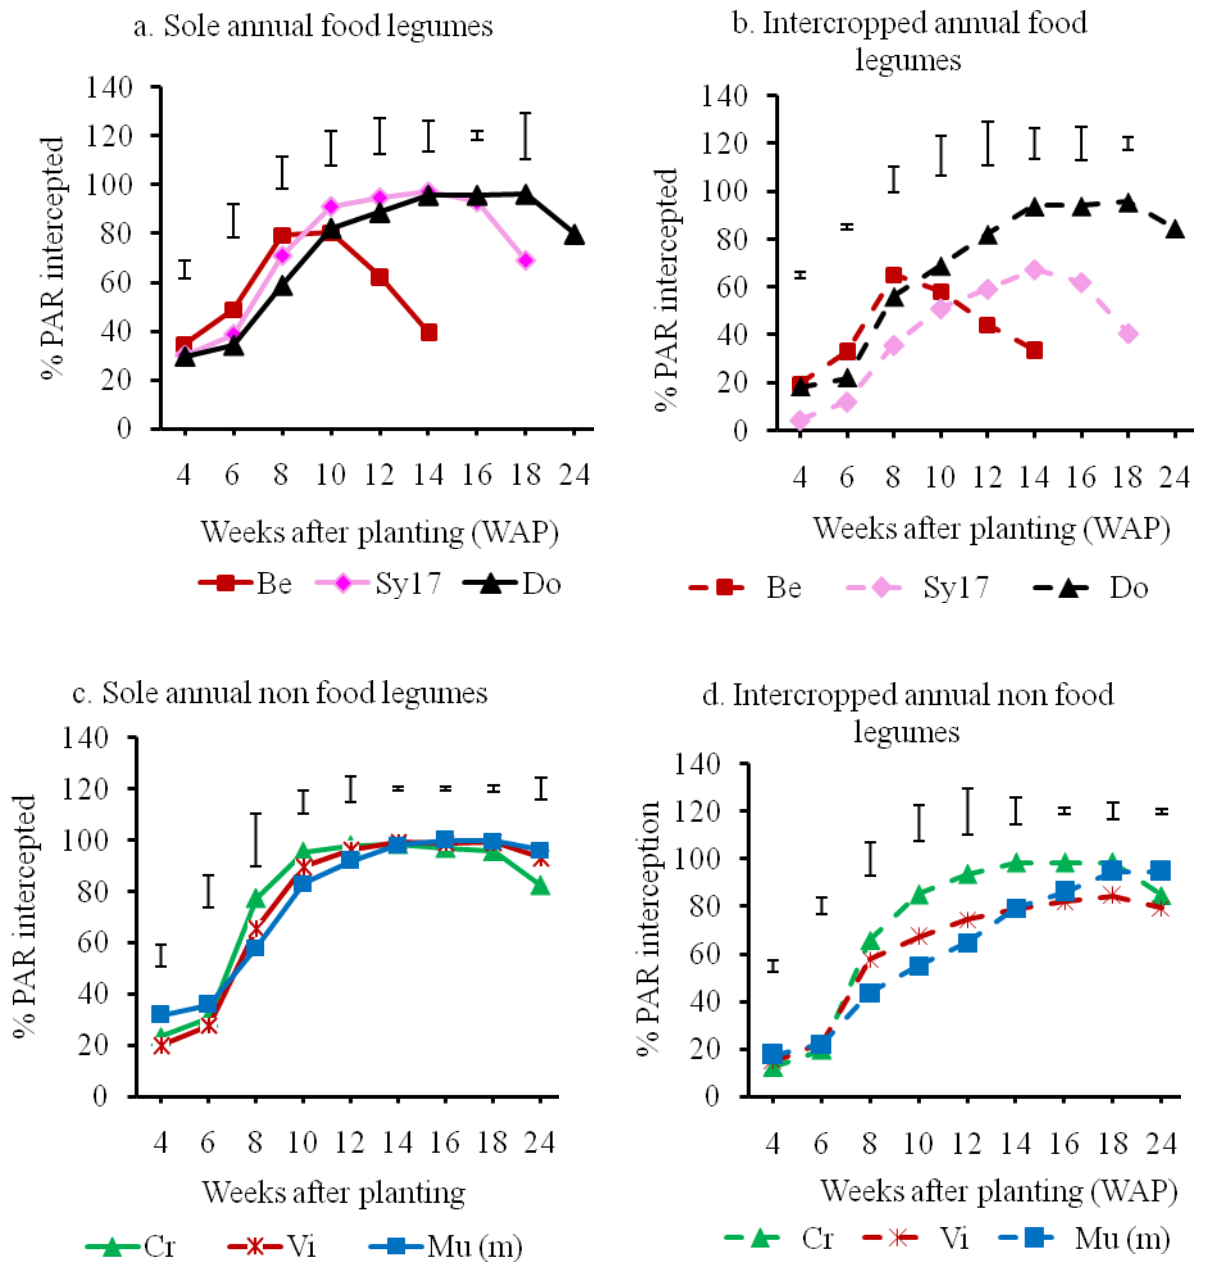 a. Sole annual food legumes
% PAR intercepted
140
120
100
80
60
40
20
0
4 6 8 10 12 14 16 18 24
Weeks after planting (WAP)
Be Sy17 Do
b. Intercropped annual food
legumes
% PAR intercepted
140
120
100
80
60
40
20
0
4 6 8 10 12 14 16 18 24
Weeks after planting (WAP)
Be Sy17 Do
c. Sole annual non food legumes
% PAR intercepted
140
120
100
80
60
40
20
0
4 6 8 10 12 14 16 18 24
Weeks after planting
Cr Vi Mu (m)
d. Intercropped annual non food
legumes
% PAR interception
140
120
100
80
60
40
20
0
4 6 8 10 12 14 16 18 24
Weeks after planting (WAP)
Cr Vi Mu (m)